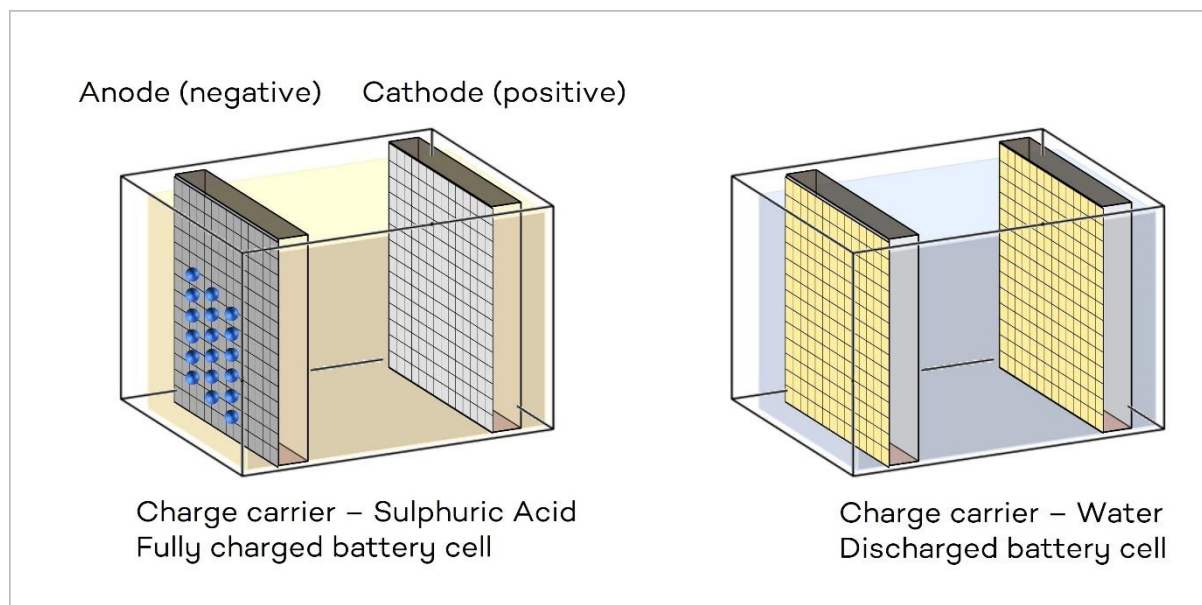 Anode (negative) Cathode (positive)
Charge carrier – Sulphuric Acid
Fully charged battery cell
Charge carrier – Water
Discharged battery cell